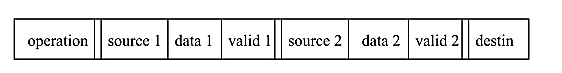 operation source 1 data 1 valid 1 source 2 data 2 valid 2 destin